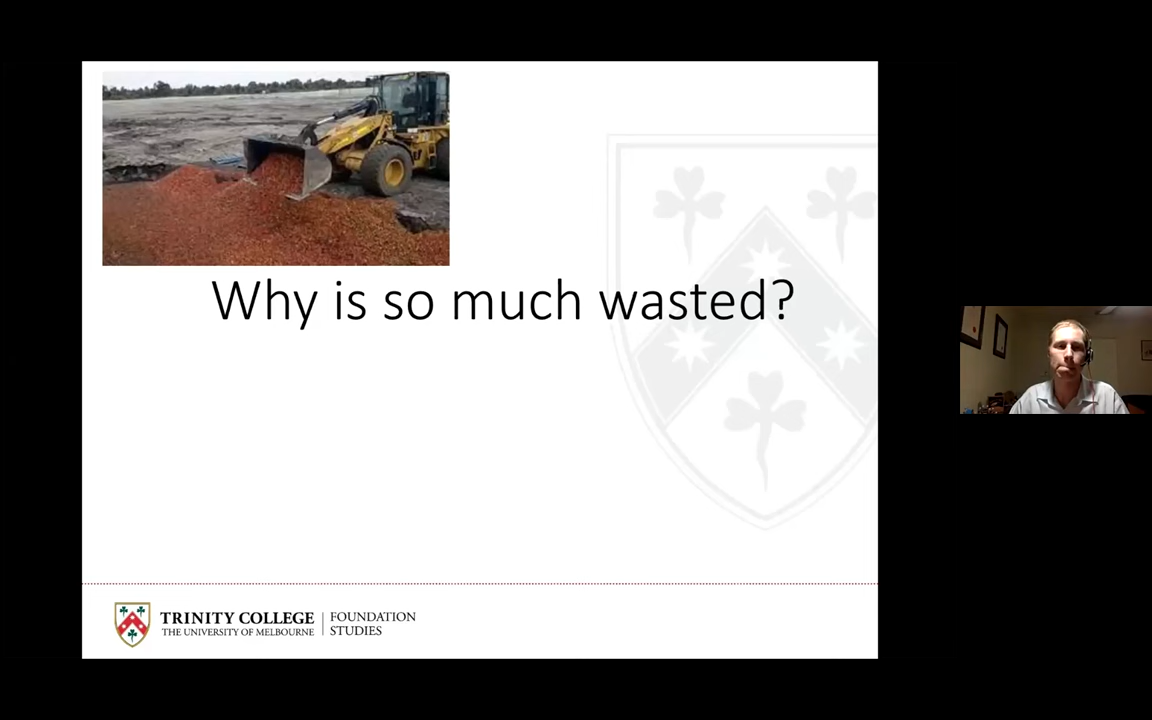 Why is so much wasted?
TRINITY COLLEGE
THE UNIVERSITY OF MELBOURNE
FOUNDATION
STUDIES